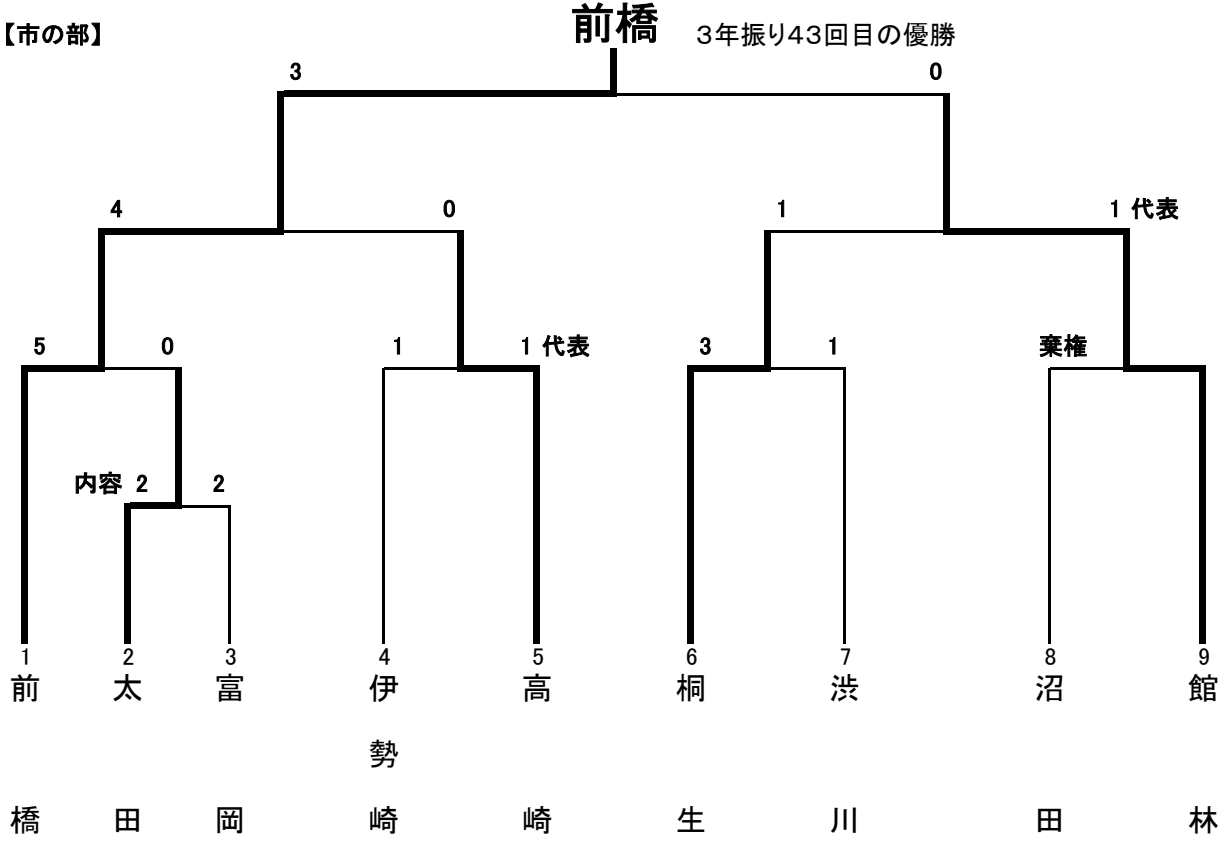 【市の部】
前橋 3年振り43回目の優勝
3 0
4 0 1 1 代表
5 0 1 1 代表 3 1 棄権
内容 2 2
1 2 3 4 5 6 7 8 9
前橋
太田
富岡
伊勢崎
高崎
桐生
渋川
沼田
館林